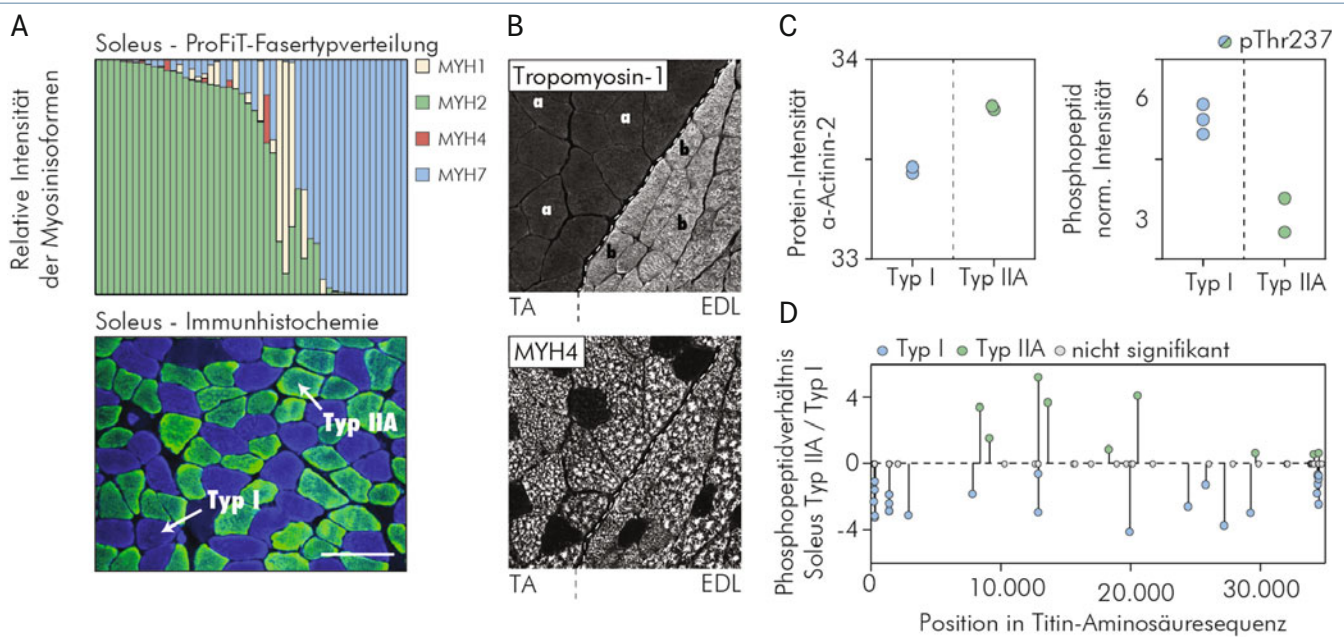 A
Soleus - ProFiT-Fasertypverteilung
Relative Intensität
der Myosinisoformen
MYH1
MYH2
MYH4
MYH7
Soleus - Immunhistochemie
Typ IIA
Typ I
B
Tropomyosin-1
a
a
a
a
b
b
b
TA
EDL
MYH4
TA
EDL
C
pThr237
Protein-Intensität
α-Actinin-2
34
33
Typ I
Typ IIA
Phosphopeptid
norm. Intensität
6
3
Typ I
Typ IIA
D
Typ I
Typ IIA
nicht signifikant
Phosphopeptidverhältnis
Soleus Typ IIA / Typ I
4
0
-4
0
10.000
20.000
30.000
Position in Titin-Aminosäuresequenz